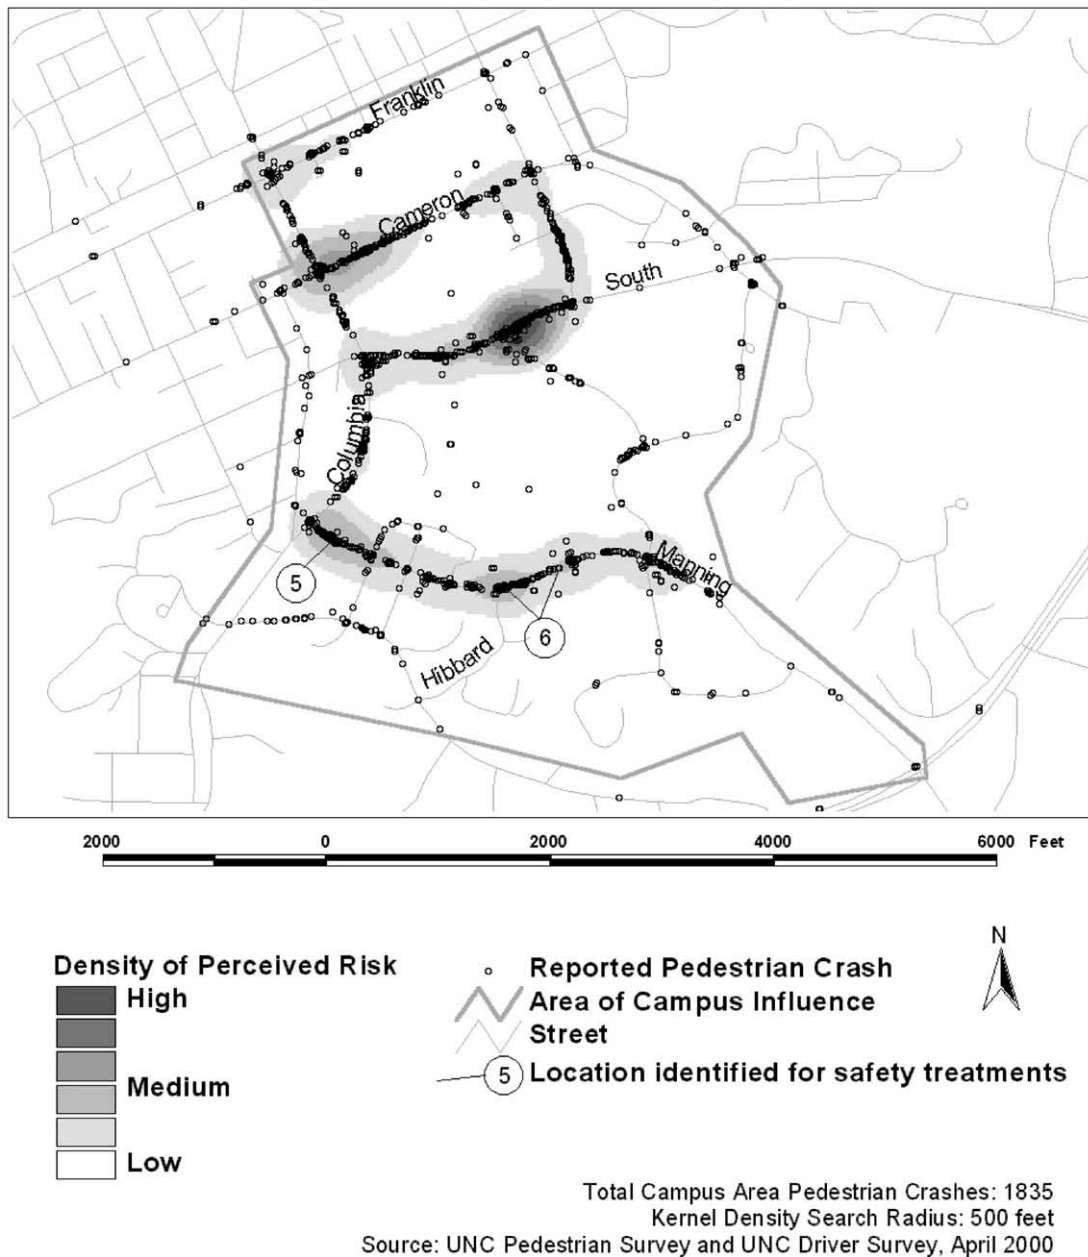 Franklin
Cameron
South
Columbia
5
Manning
6
Hibbard
2000 0 2000 4000 6000 Feet
N
Density of Perceived Risk
High
Medium
Low
Reported Pedestrian Crash
Area of Campus Influence
Street
5 Location identified for safety treatments
Total Campus Area Pedestrian Crashes: 1835
Kernel Density Search Radius: 500 feet
Source: UNC Pedestrian Survey and UNC Driver Survey, April 2000